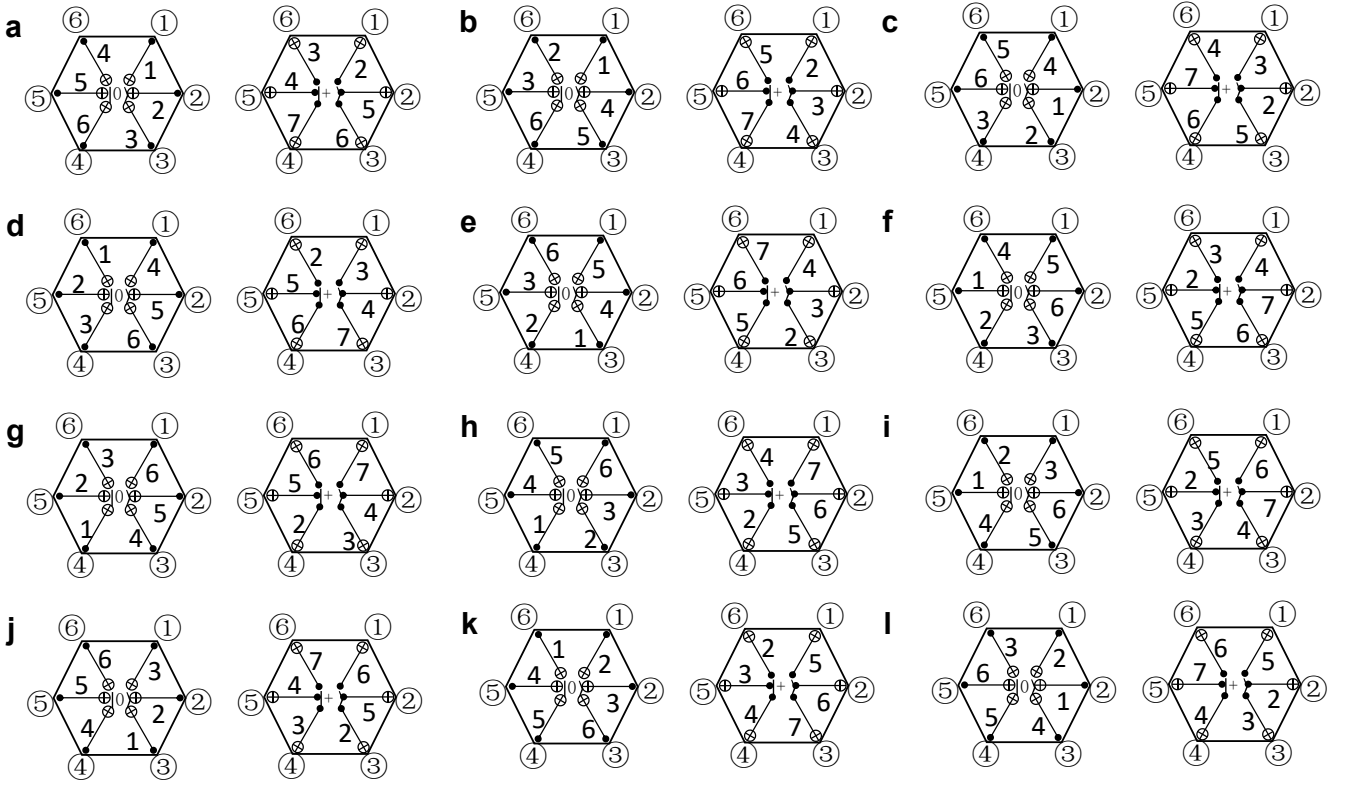 a ⑥ ① ⑥ ① b ⑥ ① ⑥ ① c ⑥ ① ⑥ ①
4 1 3 2 2 1 5 2 5 4 4 3
⑤ 5 |0⟩ 2 ② ⑤ 4 |+⟩ 5 ② ⑤ 3 |0⟩ 4 ② ⑤ 6 |+⟩ 3 ② ⑤ 6 |0⟩ 1 ② ⑤ 7 |+⟩ 2 ②
6 3 7 6 6 5 7 4 3 2 6 5
④ ③ ④ ③ ④ ③ ④ ③ ④ ③ ④ ③
d ⑥ ① ⑥ ① e ⑥ ① ⑥ ① f ⑥ ① ⑥ ①
1 4 2 3 6 5 7 4 4 5 3 4
⑤ 2 |0⟩ 5 ② ⑤ 5 |+⟩ 4 ② ⑤ 3 |0⟩ 4 ② ⑤ 6 |+⟩ 3 ② ⑤ 1 |0⟩ 6 ② ⑤ 2 |+⟩ 7 ②
3 6 6 7 2 1 5 2 2 3 5 6
④ ③ ④ ③ ④ ③ ④ ③ ④ ③ ④ ③
g ⑥ ① ⑥ ① h ⑥ ① ⑥ ① i ⑥ ① ⑥ ①
3 6 6 7 5 6 4 7 2 3 5 6
⑤ 2 |0⟩ 5 ② ⑤ 5 |+⟩ 4 ② ⑤ 4 |0⟩ 3 ② ⑤ 3 |+⟩ 6 ② ⑤ 1 |0⟩ 6 ② ⑤ 2 |+⟩ 7 ②
1 4 2 3 1 2 2 5 4 5 3 4
④ ③ ④ ③ ④ ③ ④ ③ ④ ③ ④ ③
j ⑥ ① ⑥ ① k ⑥ ① ⑥ ① l ⑥ ① ⑥ ①
6 3 7 6 1 2 2 5 3 2 6 5
⑤ 5 |0⟩ 2 ② ⑤ 4 |+⟩ 5 ② ⑤ 4 |0⟩ 3 ② ⑤ 3 |+⟩ 6 ② ⑤ 6 |0⟩ 1 ② ⑤ 7 |+⟩ 2 ②
4 1 3 2 5 6 4 7 5 4 4 3
④ ③ ④ ③ ④ ③ ④ ③ ④ ③ ④ ③